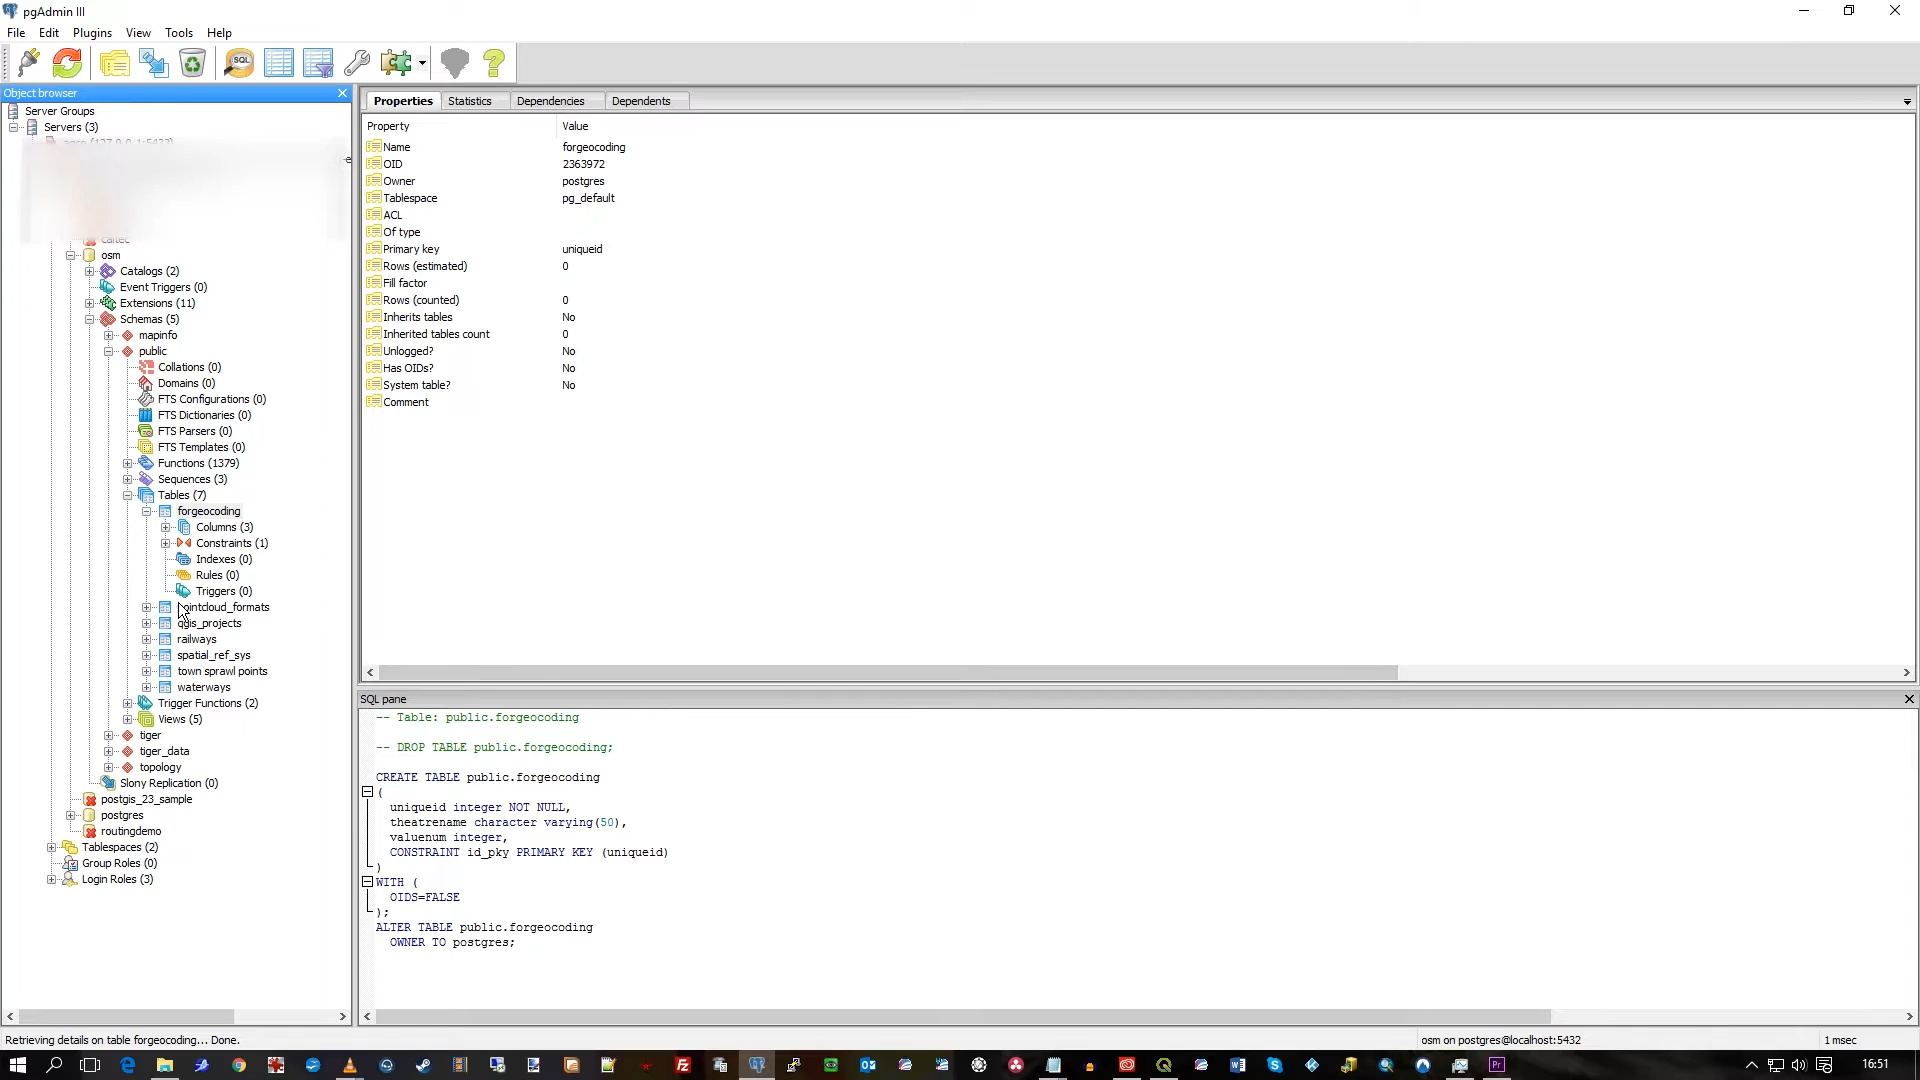 pgAdmin III
File Edit Plugins View Tools Help
SQL
Object browser
Server Groups
Servers (3)
osm
Catalogs (2)
Event Triggers (0)
Extensions (11)
Schemas (5)
mapinfo
public
Collations (0)
Domains (0)
FTS Configurations (0)
FTS Dictionaries (0)
FTS Parsers (0)
FTS Templates (0)
Functions (1379)
Sequences (3)
Tables (7)
forgeocoding
Columns (3)
Constraints (1)
Indexes (0)
Rules (0)
Triggers (0)
pointcloud_formats
qgis_projects
railways
spatial_ref_sys
town sprawl points
waterways
Trigger Functions (2)
Views (5)
tiger
tiger_data
topology
Slony Replication (0)
postgis_23_sample
postgres
routingdemo
Tablespaces (2)
Group Roles (0)
Login Roles (3)
Properties Statistics Dependencies Dependents
Property Value
Name forgeocoding
OID 2363972
Owner postgres
Tablespace pg_default
ACL
Of type
Primary key uniqueid
Rows (estimated) 0
Fill factor
Rows (counted) 0
Inherits tables No
Inherited tables count 0
Unlogged? No
Has OIDs? No
System table? No
Comment
SQL pane
-- Table: public.forgeocoding
-- DROP TABLE public.forgeocoding;
CREATE TABLE public.forgeocoding
(
uniqueid integer NOT NULL,
theatrename character varying(50),
valuenum integer,
CONSTRAINT id_pky PRIMARY KEY (uniqueid)
)
WITH (
OIDS=FALSE
);
ALTER TABLE public.forgeocoding
OWNER TO postgres;
Retrieving details on table forgeocoding... Done.
osm on postgres@localhost:5432
1 msec
16:51